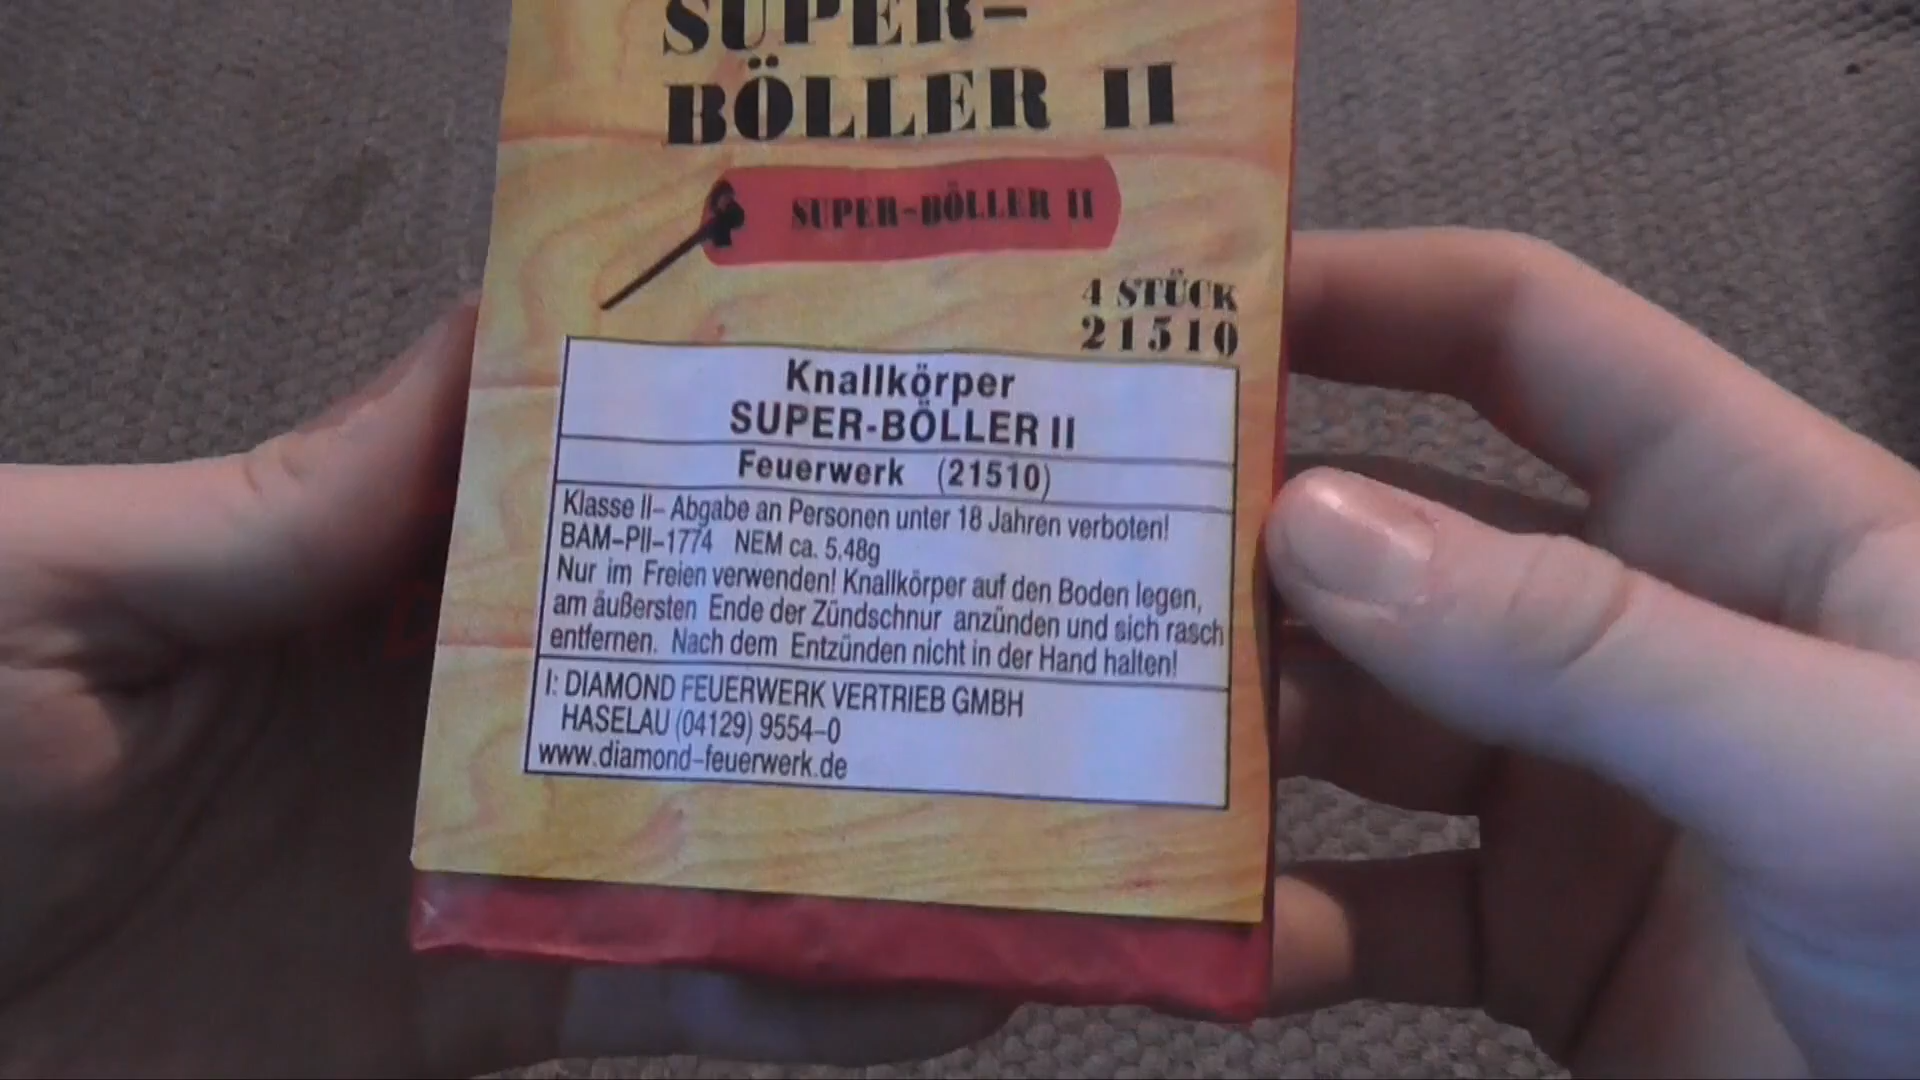 SUPER-
BÖLLER II
SUPER-BÖLLER II
4 STÜCK
21510
Knallkörper
SUPER-BÖLLER II
Feuerwerk (21510)
Klasse II- Abgabe an Personen unter 18 Jahren verboten!
BAM-PII-1774 NEM ca. 5,48g
Nur im Freien verwenden! Knallkörper auf den Boden legen,
am äußersten Ende der Zündschnur anzünden und sich rasch
entfernen. Nach dem Entzünden nicht in der Hand halten!
I: DIAMOND FEUERWERK VERTRIEB GMBH
HASELAU (04129) 9554-0
www.diamond-feuerwerk.de